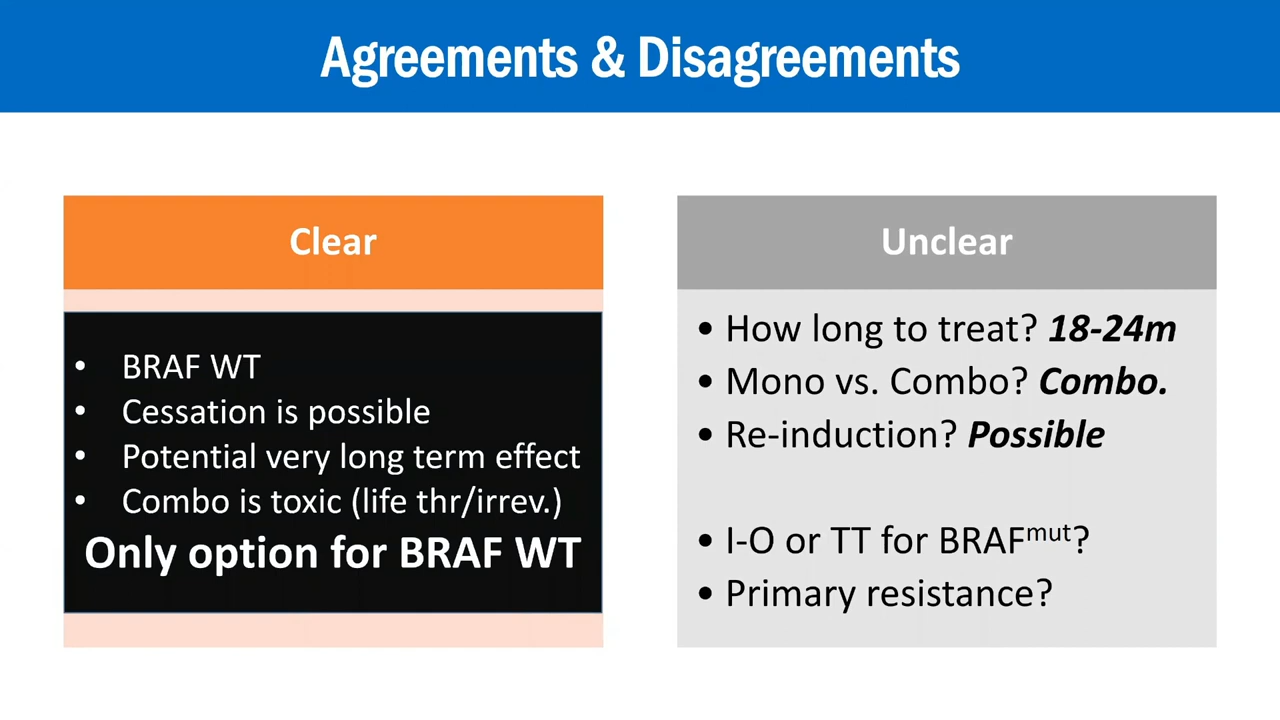 Agreements & Disagreements
Clear
• BRAF WT
• Cessation is possible
• Potential very long term effect
• Combo is toxic (life thr/irrev.)
Only option for BRAF WT
Unclear
• How long to treat? 18-24m
• Mono vs. Combo? Combo.
• Re-induction? Possible
• I-O or TT for BRAFmut?
• Primary resistance?